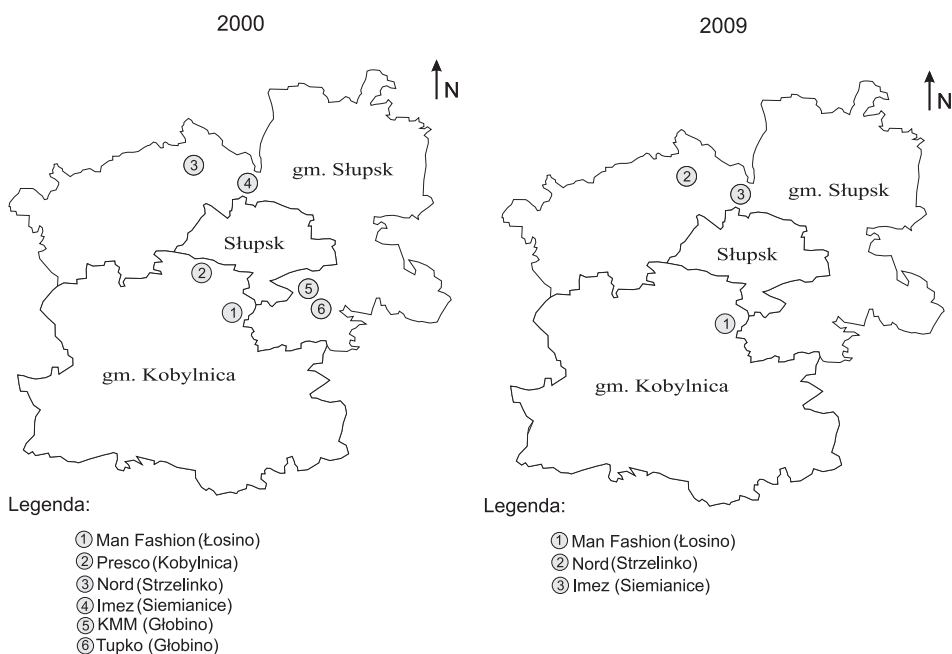 2000
N
3
4
gm. Słupsk
Słupsk
2
5
1
6
gm. Kobylnica
Legenda:
1 Man Fashion (Łosino)
2 Presco (Kobylnica)
3 Nord (Strzelinko)
4 Imez (Siemianice)
5 KMM (Głobino)
6 Tupko (Głobino)
2009
N
2
3
gm. Słupsk
Słupsk
1
gm. Kobylnica
Legenda:
1 Man Fashion (Łosino)
2 Nord (Strzelinko)
3 Imez (Siemianice)